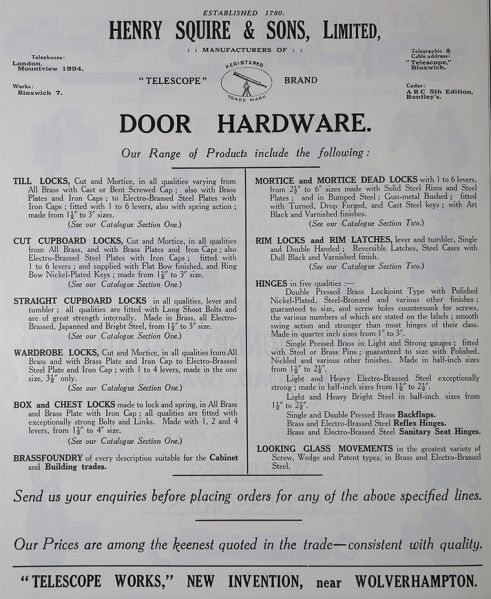 ESTABLISHED 1780.
HENRY SQUIRE & SONS, LIMITED,
: : MANUFACTURERS OF : :
Telephones:
London,
Mountview 1994.
Works:
Bloxwich 7.
"TELESCOPE"
REGISTERED
TRADE MARK
BRAND
Telegraphic &
Cable address:
"Telescope,"
Bloxwich.
Codes:
A B C 5th Edition,
Bentley's.
DOOR HARDWARE.
Our Range of Products include the following:
TILL LOCKS, Cut and Mortice, in all qualities varying from
All Brass with Cast or Bent Screwed Cap; also with Brass
Plates and Iron Caps; to Electro-Brassed Steel Plates with
Iron Caps; fitted with 1 to 6 levers, also with spring action;
made from 1½" to 3" sizes.
(See our Catalogue Section One.)
CUT CUPBOARD LOCKS, Cut and Mortice, in all qualities
from All Brass, and with Brass Plates and Iron Caps; also
Electro-Brassed Steel Plates with Iron Caps; fitted with
1 to 6 levers; and supplied with Flat Bow finished, and Ring
Bow Nickel-Plated Keys; made from 1½" to 3" size.
(See our Catalogue Section One.)
STRAIGHT CUPBOARD LOCKS in all qualities, lever and
tumbler; all qualities are fitted with Long Shoot Bolts and
are of great strength internally. Made in Brass, all Electro-
Brassed, Japanned and Bright Steel, from 1½" to 3" size.
(See our Catalogue Section One.)
WARDROBE LOCKS, Cut and Mortice, in all qualities from All
Brass and with Brass Plate and Iron Cap to Electro-Brassed
Steel Plate and Iron Cap; with 1 to 4 levers, made in the one
size, only.
(See our Catalogue Section One.)
BOX and CHEST LOCKS made to lock and spring, in All Brass
and Brass Plate with Iron Cap; all qualities are fitted with
exceptionally strong Bolts and Links. Made with 1, 2 and 4
levers, from 1½" to 4" size.
(See our Catalogue Section One.)
BRASSFOUNDRY of every description suitable for the Cabinet
and Building trades.
MORTICE and MORTICE DEAD LOCKS with 1 to 6 levers,
from 2½" to 6" sizes made with Solid Steel Rims and Steel
Plates; and in Bumped Steel; Gun-metal Bushed; fitted
with Turned, Drop Forged, and Cast Steel keys; with Art
Black and Varnished finishes.
(See our Catalogue Section Two.)
RIM LOCKS and RIM LATCHES, lever and tumbler, Single
and Double Handed; Reversible Latches, Steel Cases with
Dull Black and Varnished finish.
(See our Catalogue Section Two.)
HINGES in five qualities :—
Double Pressed Brass Lockjoint Type with Polished
Nickel-Plated, Steel-Bronzed and various other finishes;
guaranteed to size, and screw holes countersunk for screws,
the various numbers of which are stated on the labels; smooth
swing action and stronger than most hinges of their class.
Made in quarter inch sizes from 1" to 3".
Single Pressed Brass in Light and Strong gauges; fitted
with Steel or Brass Pins; guaranteed to size with Polished,
Nickled and various other finishes. Made in half-inch sizes
from 1½" to 2½".
Light and Heavy Electro-Brassed Steel exceptionally
strong; made in half-inch sizes from 1½" to 2½".
Light and Heavy Bright Steel in half-inch sizes from
1½" to 2½".
Single and Double Pressed Brass Backflaps.
Brass and Electro-Brassed Steel Reflex Hinges.
Brass and Electro-Brassed Steel Sanitary Seat Hinges.
LOOKING GLASS MOVEMENTS in the greatest variety of
Screw, Wedge and Patent types; in Brass and Electro-Brassed
Steel.
Send us your enquiries before placing orders for any of the above specified lines.
Our Prices are among the keenest quoted in the trade—consistent with quality.
"TELESCOPE WORKS," NEW INVENTION, near WOLVERHAMPTON.